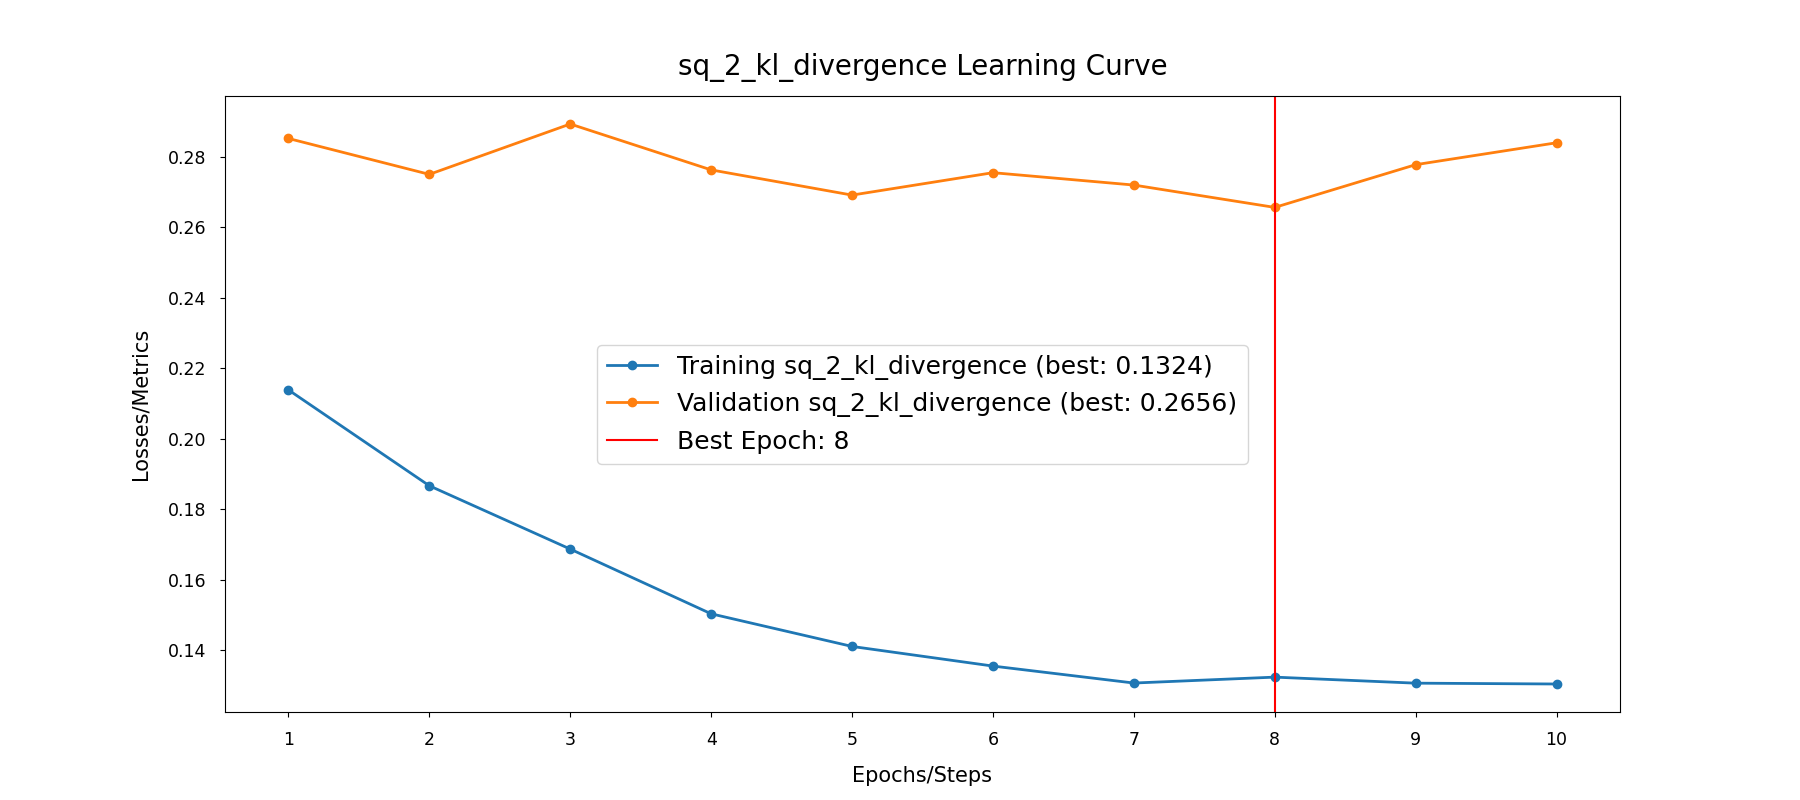 sq_2_kl_divergence Learning Curve
Losses/Metrics
0.28
0.26
0.24
0.22
0.20
0.18
0.16
0.14
Training sq_2_kl_divergence (best: 0.1324)
Validation sq_2_kl_divergence (best: 0.2656)
Best Epoch: 8
1 2 3 4 5 6 7 8 9 10
Epochs/Steps